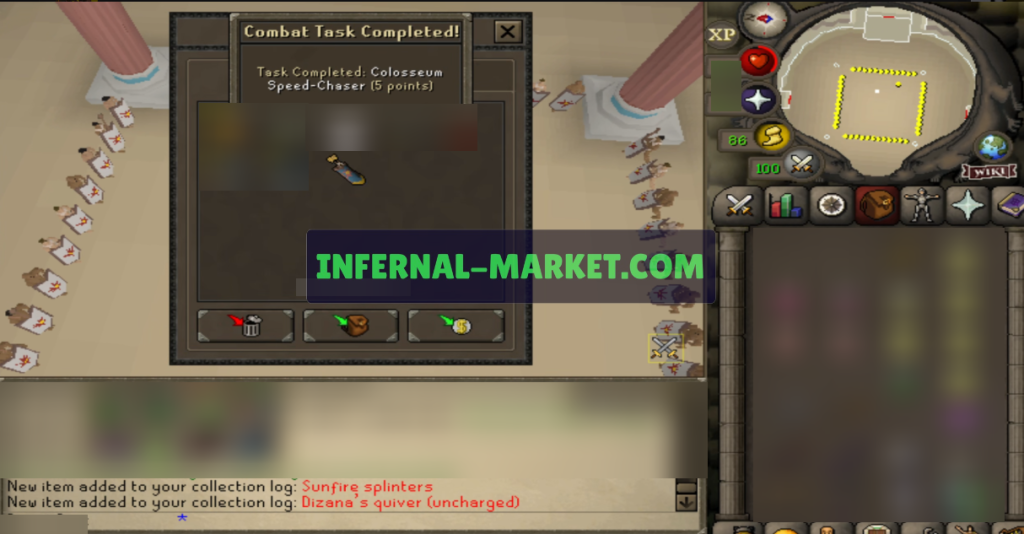 Combat Task Completed!
Task Completed: Colosseum
Speed-Chaser (5 points)
XP
86
100
WIKI
INFERNAL-MARKET.COM
New item added to your collection log: Sunfire splinters
New item added to your collection log: Dizana's quiver (uncharged)
*